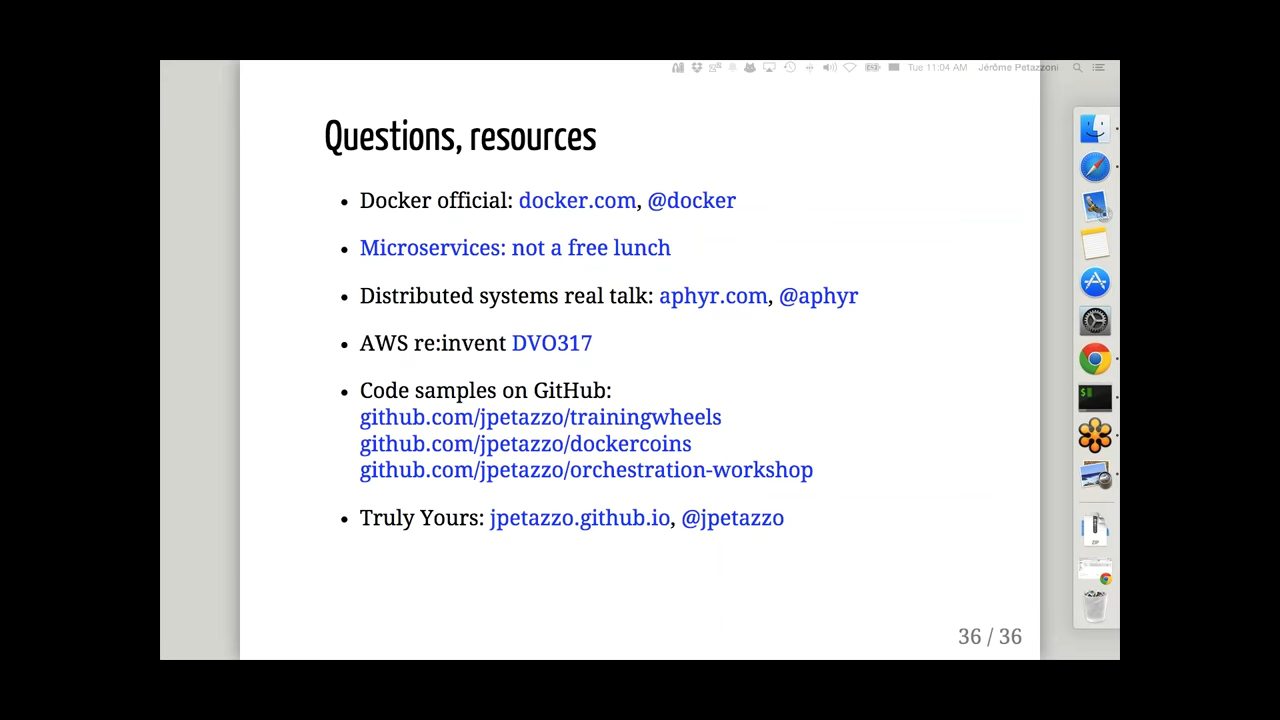 Tue 11:04 AM Jérôme Petazzoni
Questions, resources
• Docker official: docker.com, @docker
• Microservices: not a free lunch
• Distributed systems real talk: aphyr.com, @aphyr
• AWS re:invent DVO317
• Code samples on GitHub:
github.com/jpetazzo/trainingwheels
github.com/jpetazzo/dockercoins
github.com/jpetazzo/orchestration-workshop
• Truly Yours: jpetazzo.github.io, @jpetazzo
ZIP
36 / 36